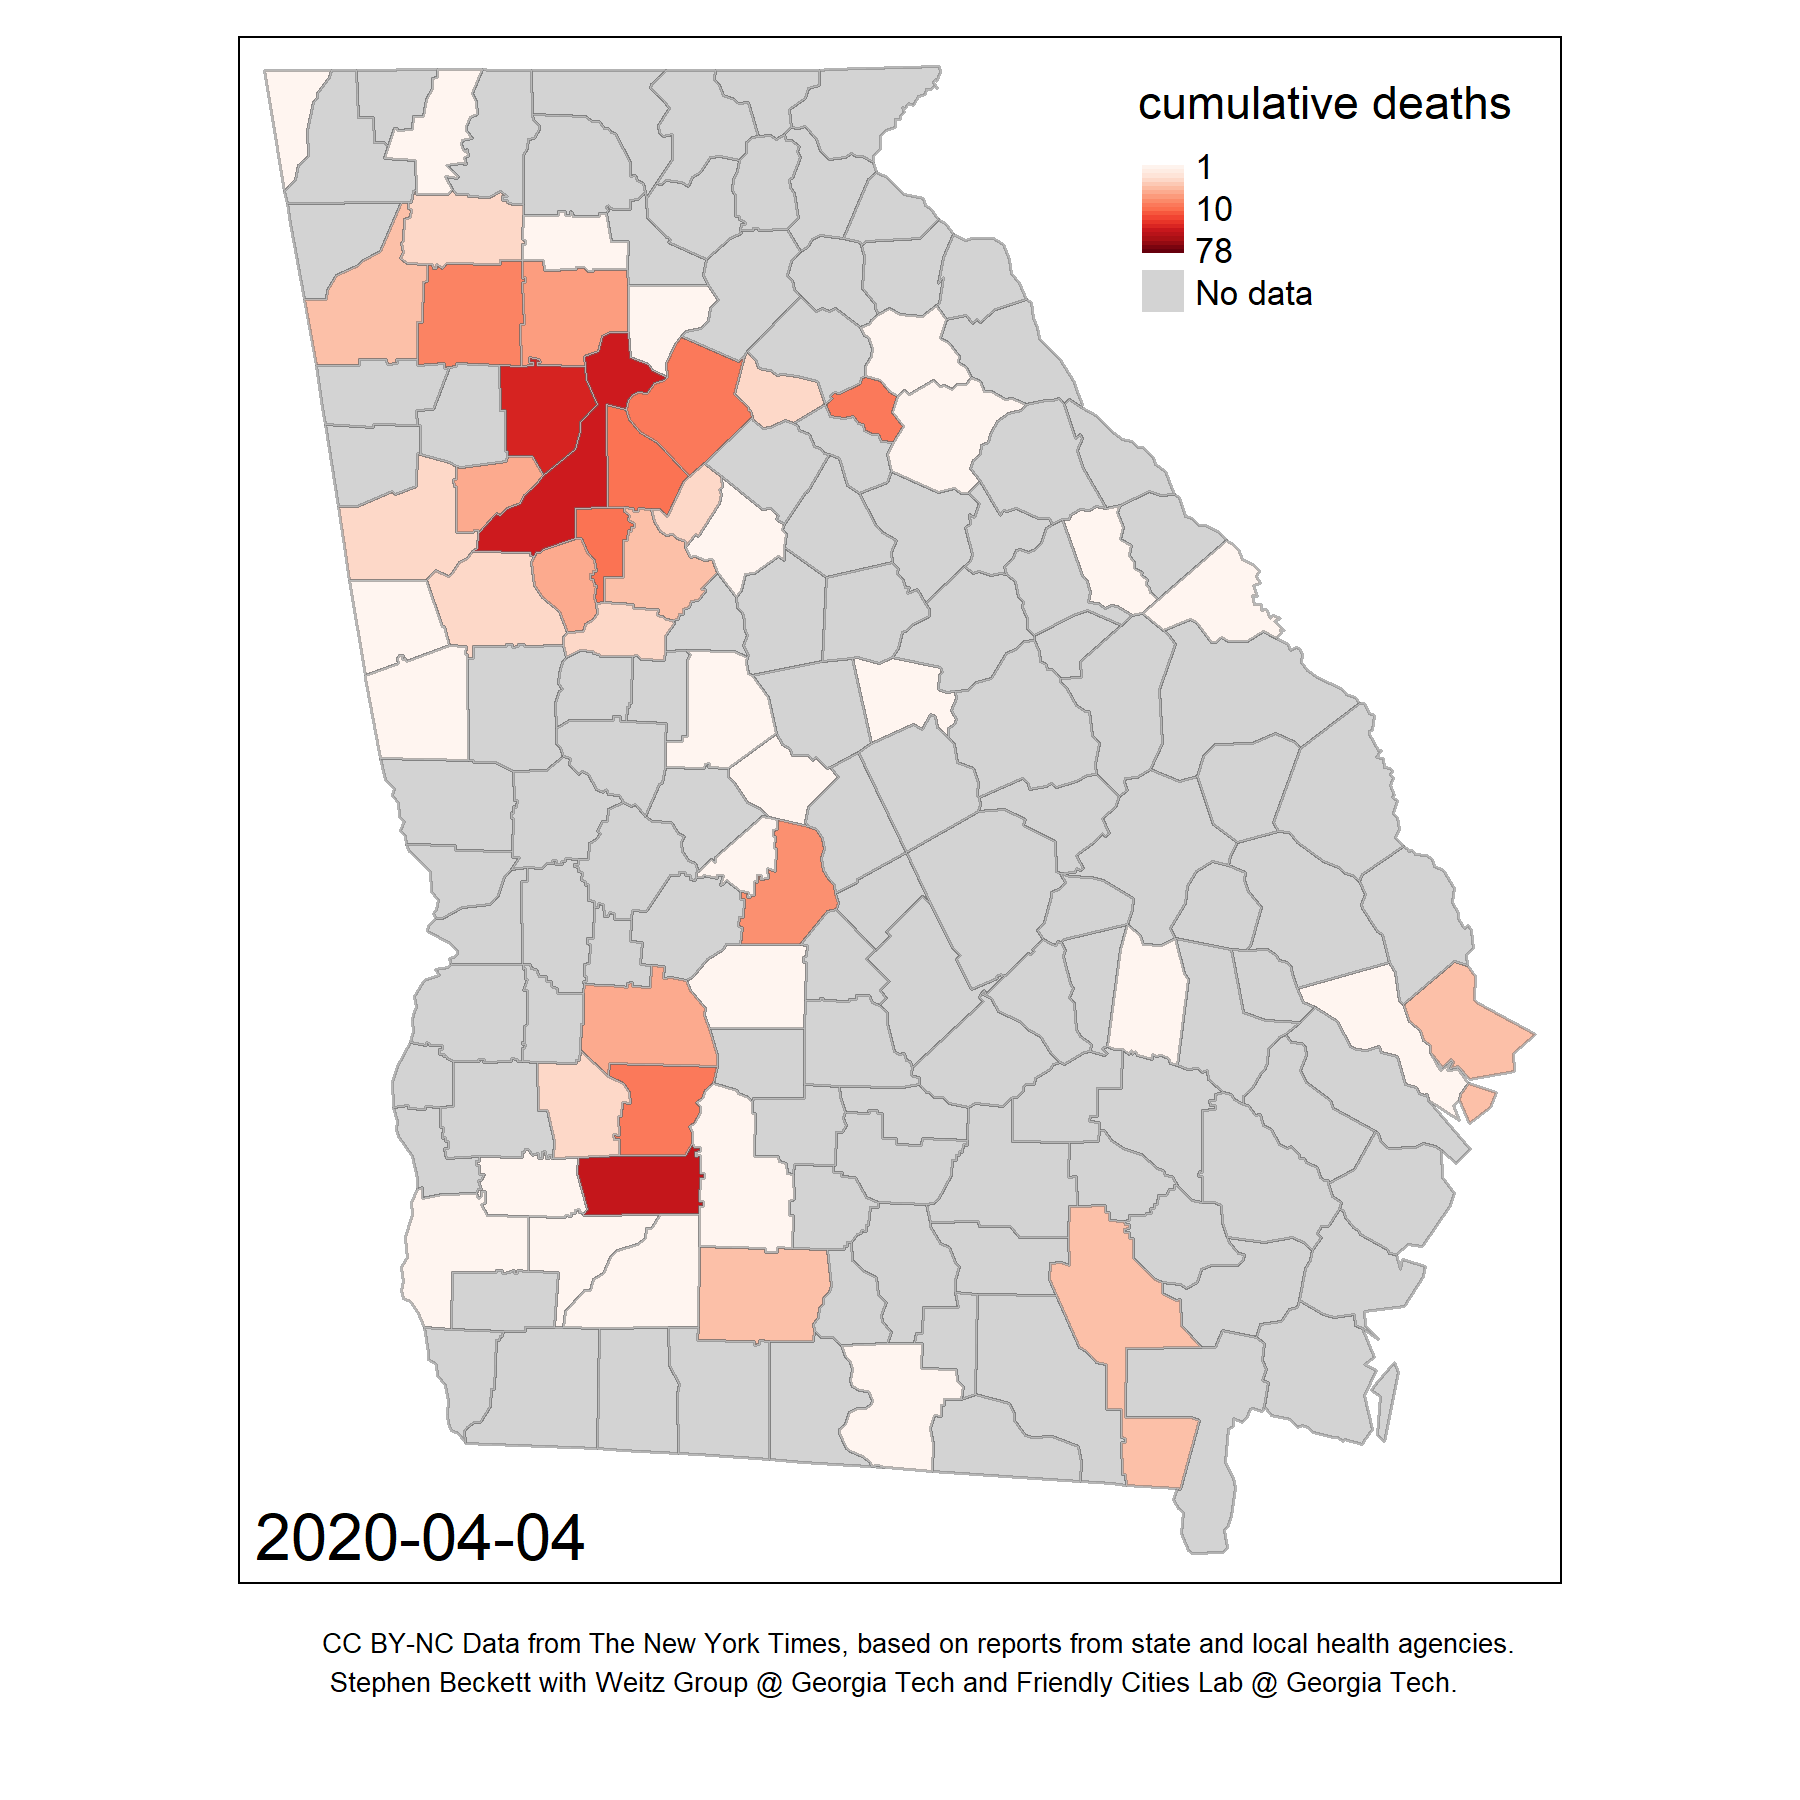 cumulative deaths
1
10
78
No data
2020-04-04
CC BY-NC Data from The New York Times, based on reports from state and local health agencies.
Stephen Beckett with Weitz Group @ Georgia Tech and Friendly Cities Lab @ Georgia Tech.